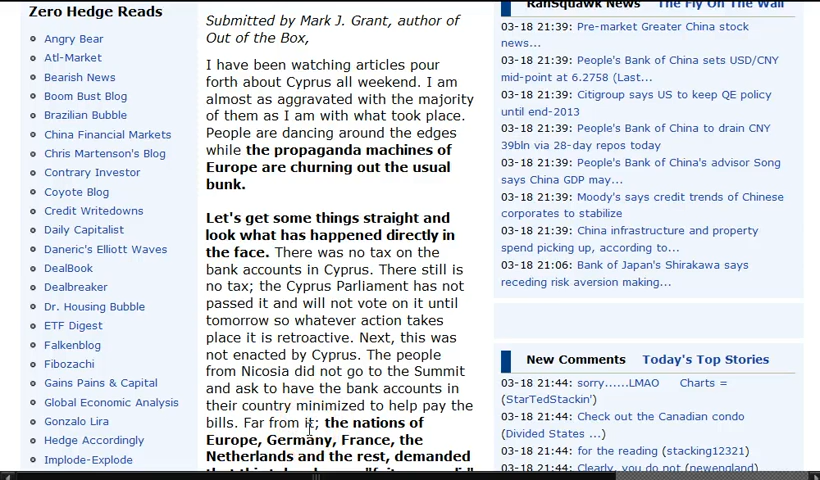 Zero Hedge Reads
Angry Bear
Atl-Market
Bearish News
Boom Bust Blog
Brazilian Bubble
China Financial Markets
Chris Martenson's Blog
Contrary Investor
Coyote Blog
Credit Writedowns
Daily Capitalist
Daneric's Elliott Waves
DealBook
Dealbreaker
Dr. Housing Bubble
ETF Digest
Falkenblog
Fibozachi
Gains Pains & Capital
Global Economic Analysis
Gonzalo Lira
Hedge Accordingly
Implode-Explode
Submitted by Mark J. Grant, author of
Out of the Box,
I have been watching articles pour
forth about Cyprus all weekend. I am
almost as aggravated with the majority
of them as I am with what took place.
People are dancing around the edges
while the propaganda machines of
Europe are churning out the usual
bunk.
Let's get some things straight and
look what has happened directly in
the face. There was no tax on the
bank accounts in Cyprus. There still is
no tax; the Cyprus Parliament has not
passed it and will not vote on it until
tomorrow so whatever action takes
place it is retroactive. Next, this was
not enacted by Cyprus. The people
from Nicosia did not go to the Summit
and ask to have the bank accounts in
their country minimized to help pay the
bills. Far from it; the nations of
Europe, Germany, France, the
Netherlands and the rest, demanded
RanSquawk News The Fly On The Wall
03-18 21:39: Pre-market Greater China stock
news...
03-18 21:39: People's Bank of China sets USD/CNY
mid-point at 6.2758 (Last...
03-18 21:39: Citigroup says US to keep QE policy
until end-2013
03-18 21:39: People's Bank of China to drain CNY
39bln via 28-day repos today
03-18 21:39: People's Bank of China's advisor Song
says China GDP may...
03-18 21:39: Moody's says credit trends of Chinese
corporates to stabilize
03-18 21:39: China infrastructure and property
spend picking up, according to...
03-18 21:06: Bank of Japan's Shirakawa says
receding risk aversion making...
New Comments Today's Top Stories
03-18 21:44: sorry......LMAO Charts =
(StarTedStackin')
03-18 21:44: Check out the Canadian condo
(Divided States ...)
03-18 21:44: for the reading (stacking12321)
03-18 21:44: Clearly, you do not (newengland)